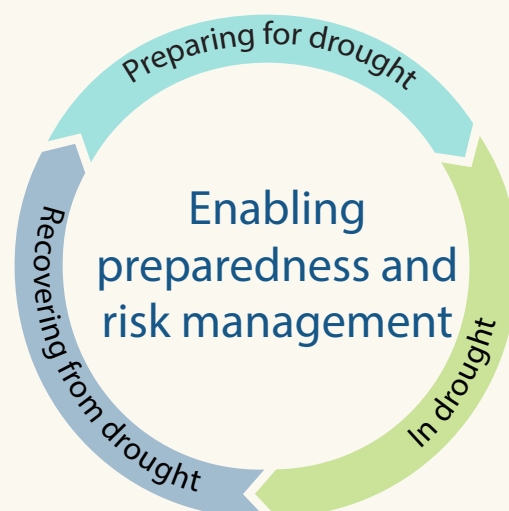 Preparing for drought
Enabling
preparedness and
risk management
In drought
Recovering from drought